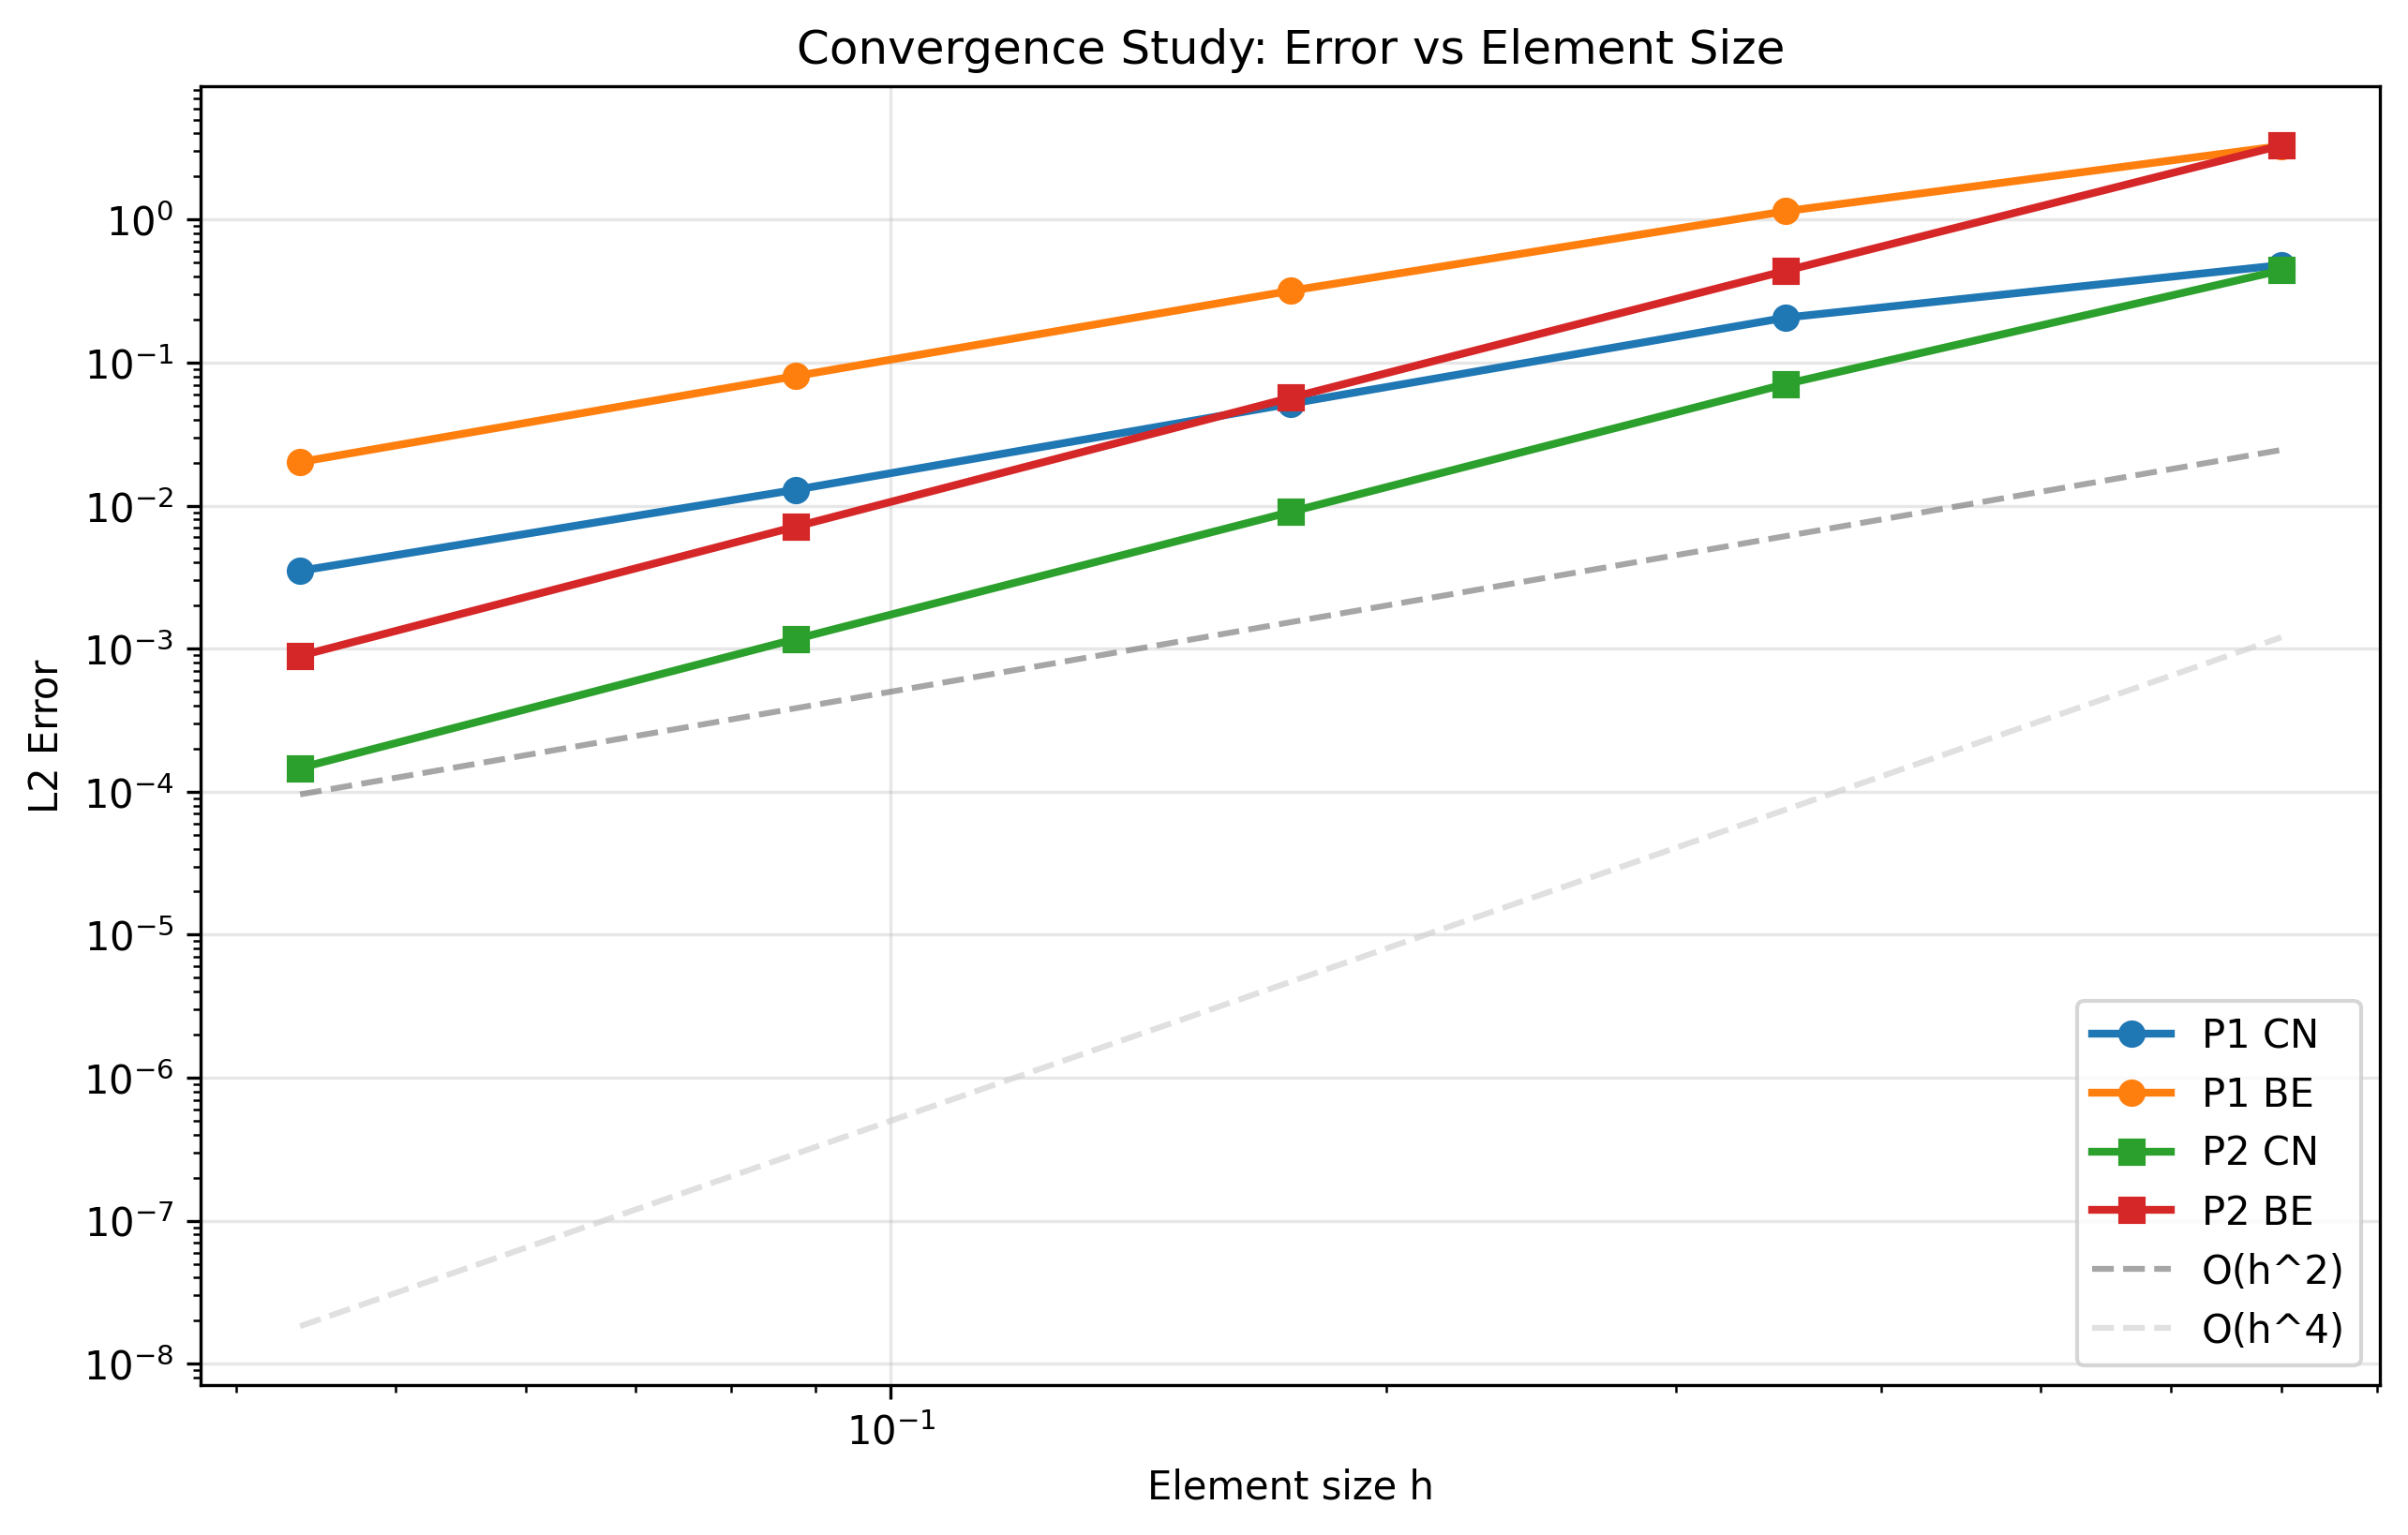 Convergence Study: Error vs Element Size
L2 Error
10⁰
10⁻¹
10⁻²
10⁻³
10⁻⁴
10⁻⁵
10⁻⁶
10⁻⁷
10⁻⁸
P1 CN
P1 BE
P2 CN
P2 BE
O(h^2)
O(h^4)
10⁻¹
Element size h